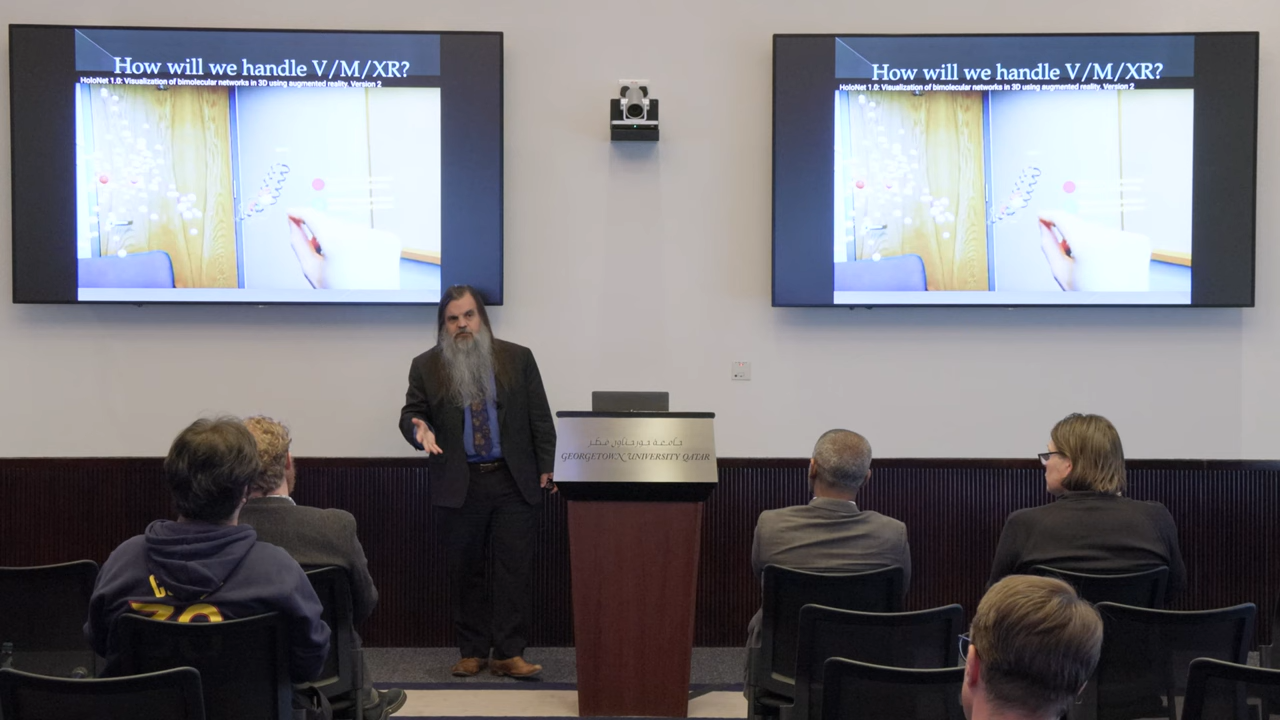 How will we handle V/M/XR?
HoloNet 1.0: Visualization of bimolecular networks in 3D using augmented reality. Version 2
How will we handle V/M/XR?
HoloNet 1.0: Visualization of bimolecular networks in 3D using augmented reality. Version 2
جامعة جورجتاون قطر
GEORGETOWN UNIVERSITY QATAR